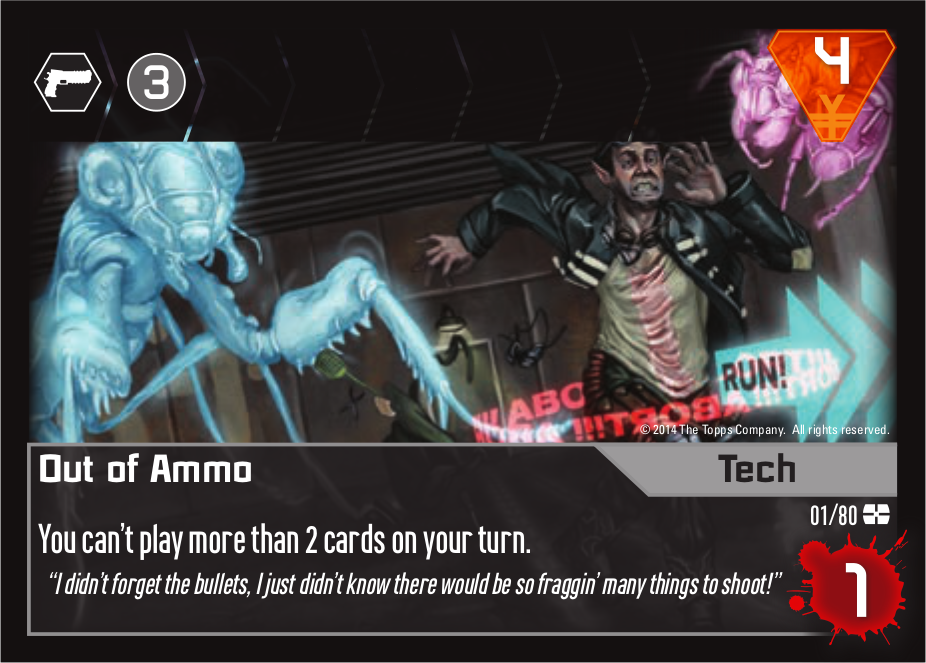 3
4
¥
RUN!
ABO
ABORT!!!
© 2014 The Topps Company. All rights reserved.
Out of Ammo
Tech
01/80
You can't play more than 2 cards on your turn.
“I didn't forget the bullets, I just didn't know there would be so fraggin' many things to shoot!”
1